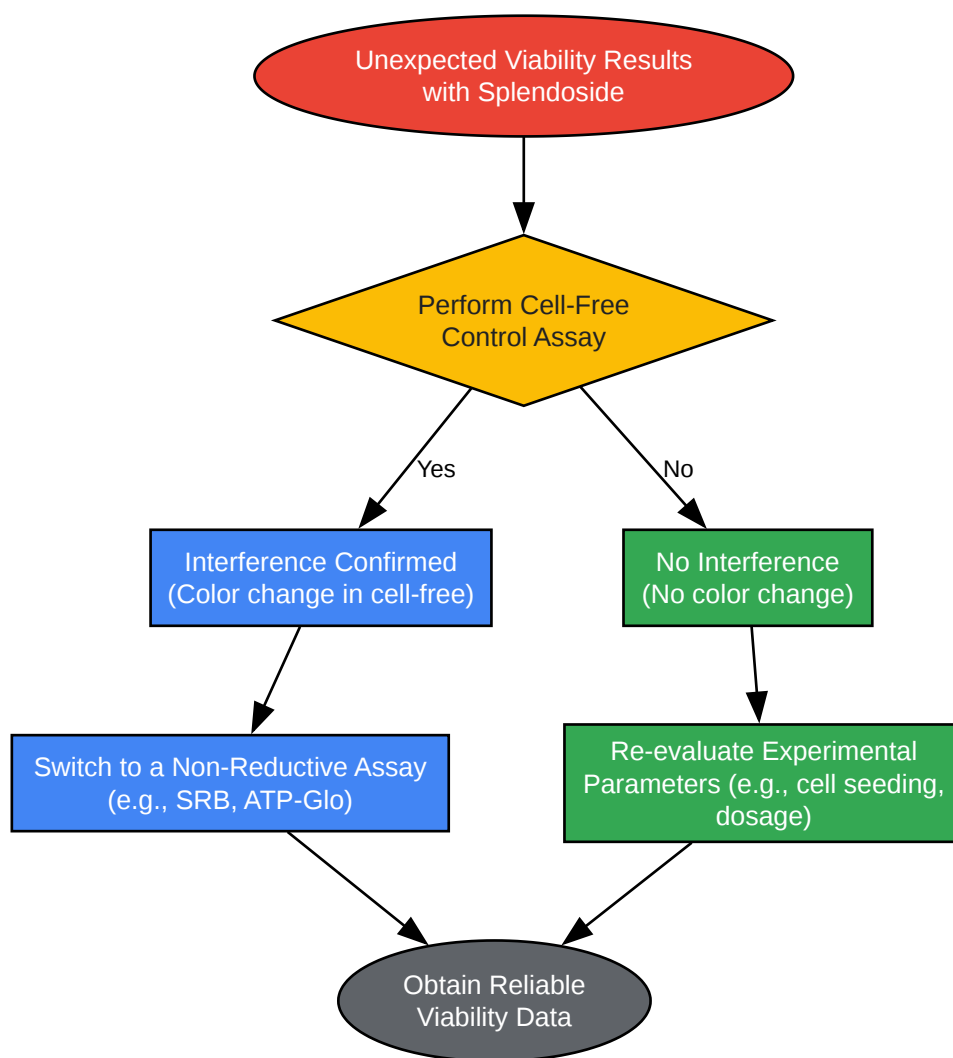 Unexpected Viability Results
with Splendoside
Perform Cell-Free
Control Assay
Yes
No
Interference Confirmed
(Color change in cell-free)
No Interference
(No color change)
Switch to a Non-Reductive Assay
(e.g., SRB, ATP-Glo)
Re-evaluate Experimental
Parameters (e.g., cell seeding,
dosage)
Obtain Reliable
Viability Data